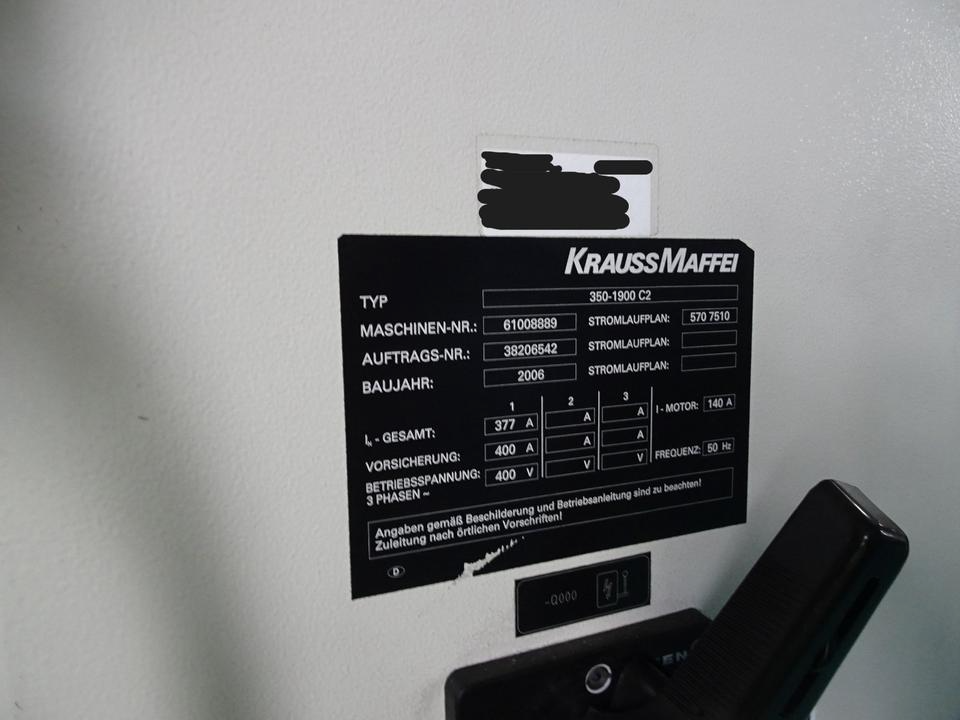 KRAUSSMAFFEI
TYP 350-1900 C2
MASCHINEN-NR.: 61008889 STROMLAUFPLAN: 570 7510
AUFTRAGS-NR.: 38206542 STROMLAUFPLAN:
BAUJAHR: 2006 STROMLAUFPLAN:
1 2 3
IN - GESAMT: 377 A A A I - MOTOR: 140 A
VORSICHERUNG: 400 A A A
BETRIEBSSPANNUNG: 400 V V V FREQUENZ: 50 Hz
3 PHASEN ~
Angaben gemäß Beschilderung und Betriebsanleitung sind zu beachten!
Zuleitung nach örtlichen Vorschriften!
D
-Q000